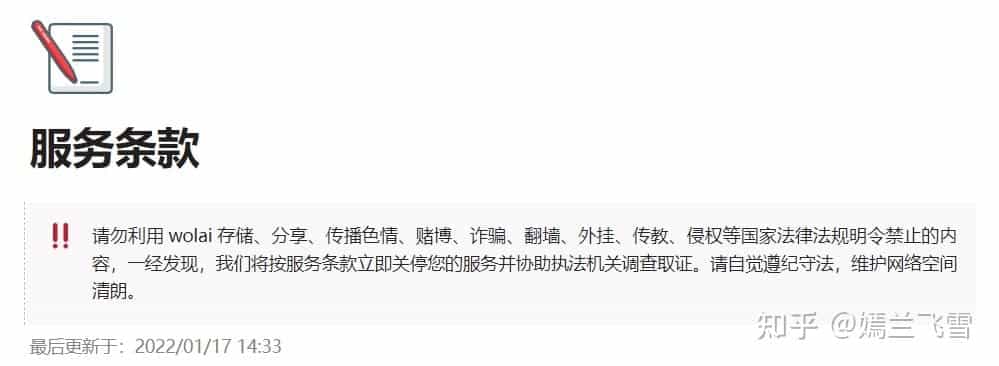 服务条款
‼ 请勿利用 wolai 存储、分享、传播色情、赌博、诈骗、翻墙、外挂、传教、侵权等国家法律法规明令禁止的内
容，一经发现，我们将按服务条款立即关停您的服务并协助执法机关调查取证。请自觉遵纪守法，维护网络空间
清朗。
知乎 @嫣兰飞雪
最后更新于：2022/01/17 14:33